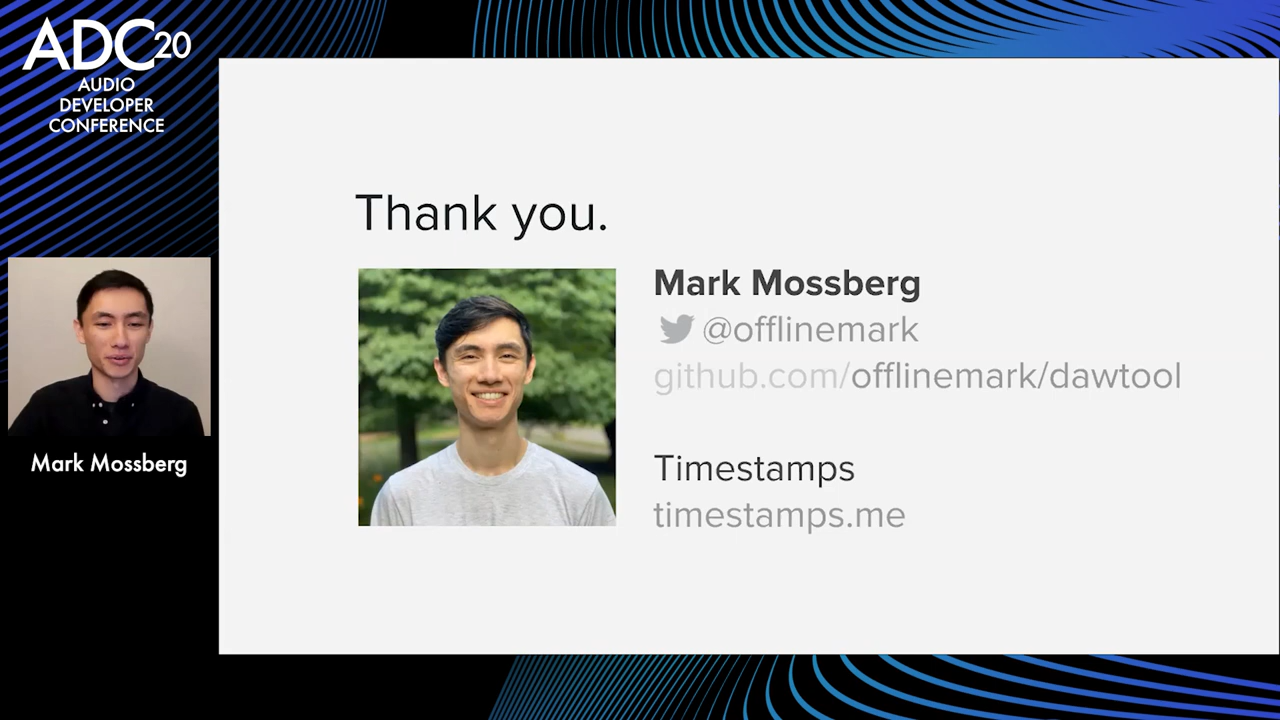 ADC20
AUDIO
DEVELOPER
CONFERENCE
Thank you.
Mark Mossberg
@offlinemark
github.com/offlinemark/dawtool
Timestamps
timestamps.me
Mark Mossberg